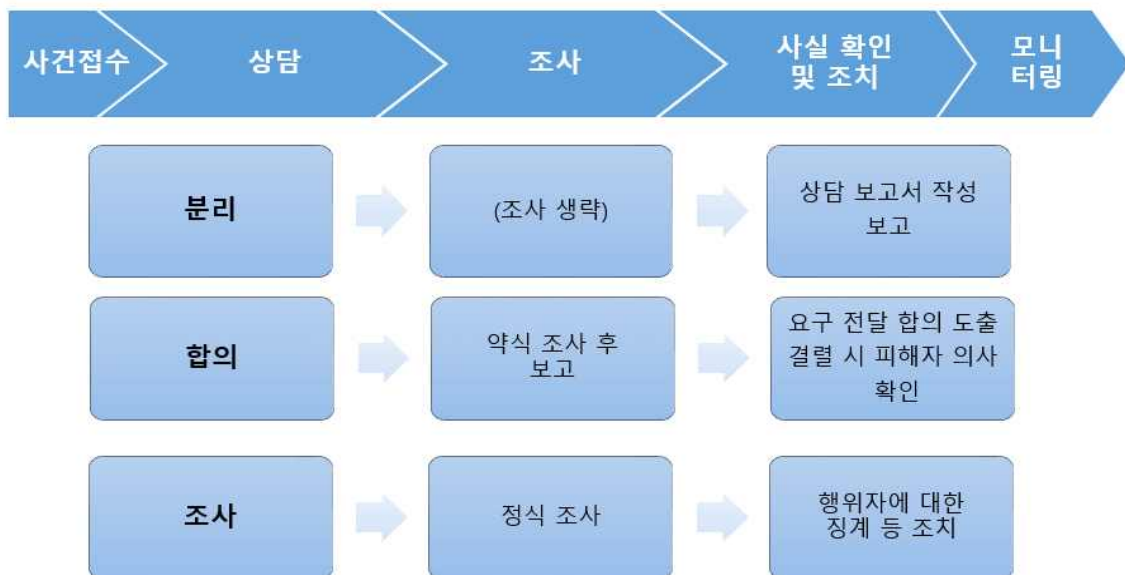 사건접수
상담
조사
사실 확인
및 조치
모니
터링
분리
(조사 생략)
상담 보고서 작성
보고
합의
약식 조사 후
보고
요구 전달 합의 도출
결렬 시 피해자 의사
확인
조사
정식 조사
행위자에 대한
징계 등 조치